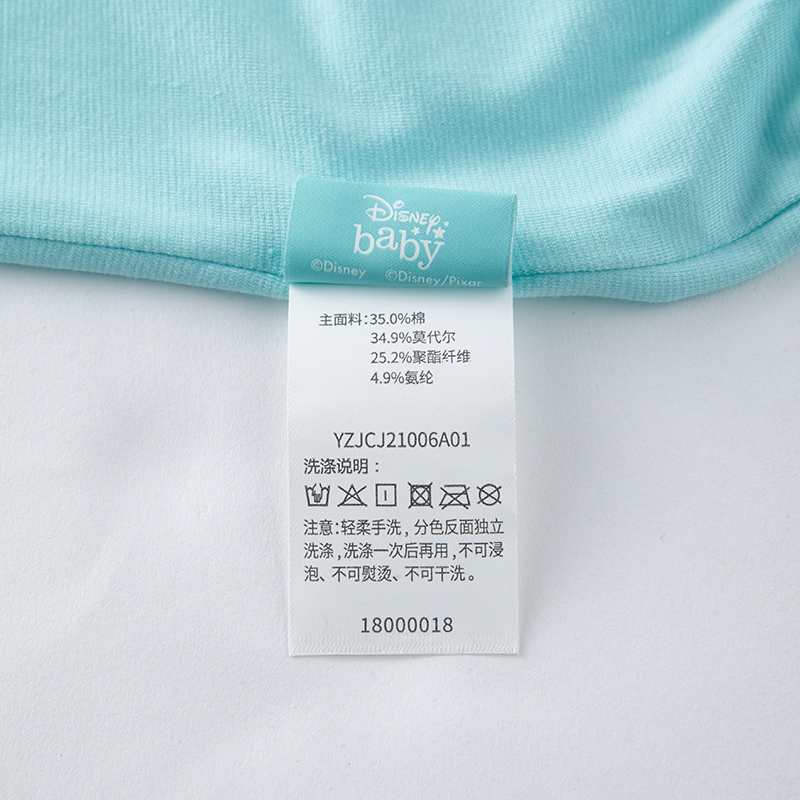 Disney
baby
©Disney ©Disney/Pixar
主面料:35.0%棉
34.9%莫代尔
25.2%聚酯纤维
4.9%氨纶
YZJCJ21006A01
洗涤说明：
注意:轻柔手洗,分色反面独立
洗涤,洗涤一次后再用,不可浸
泡、不可熨烫、不可干洗。
18000018